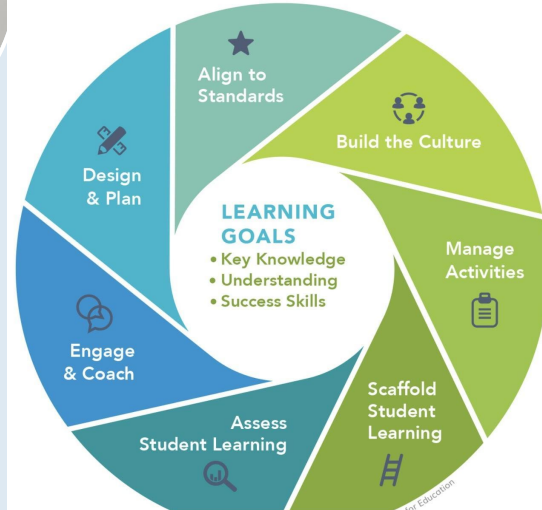 Align to
Standards
Build the Culture
Design
& Plan
LEARNING
GOALS
• Key Knowledge
• Understanding
• Success Skills
Manage
Activities
Engage
& Coach
Scaffold
Student
Learning
Assess
Student Learning
for Education